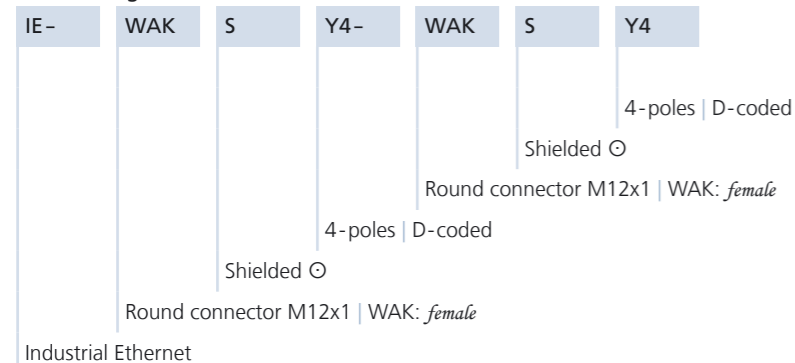 IE– WAK S Y4– WAK S Y4
4-poles | D-coded
Shielded ⊙
Round connector M12x1 | WAK: female
4-poles | D-coded
Shielded ⊙
Round connector M12x1 | WAK: female
Industrial Ethernet